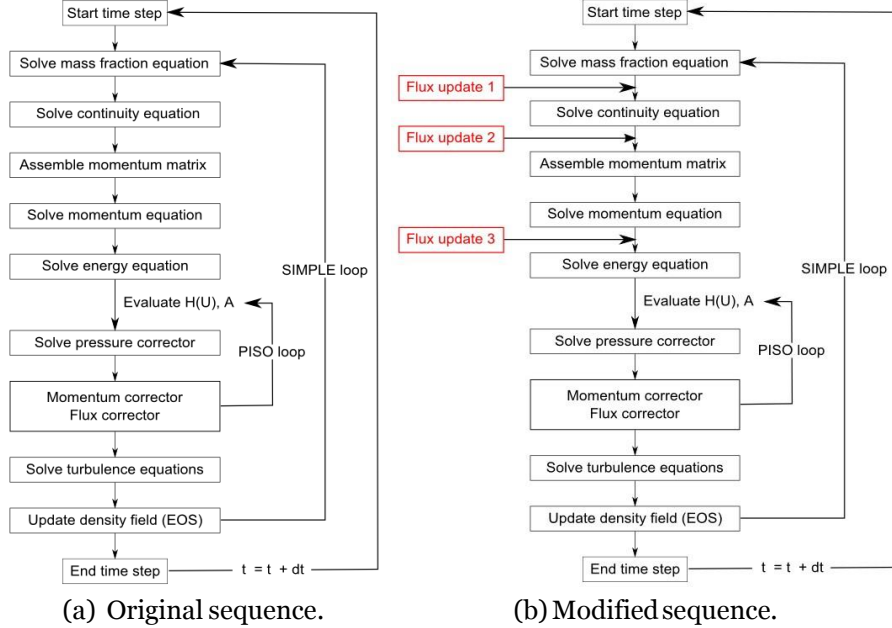 Start time step
Solve mass fraction equation
Solve continuity equation
Assemble momentum matrix
Solve momentum equation
Solve energy equation
SIMPLE loop
Evaluate H(U), A
Solve pressure corrector
PISO loop
Momentum corrector
Flux corrector
Solve turbulence equations
Update density field (EOS)
End time step
t = t + dt
(a) Original sequence.
Start time step
Solve mass fraction equation
Flux update 1
Solve continuity equation
Flux update 2
Assemble momentum matrix
Solve momentum equation
Flux update 3
Solve energy equation
SIMPLE loop
Evaluate H(U), A
Solve pressure corrector
PISO loop
Momentum corrector
Flux corrector
Solve turbulence equations
Update density field (EOS)
End time step
t = t + dt
(b) Modified sequence.